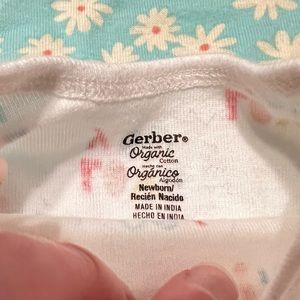 Gerber®
Made with
Organic
Cotton
Hecho con
Orgánico
Algodón
Newborn/
Recién Nacido
MADE IN INDIA
HECHO EN INDIA